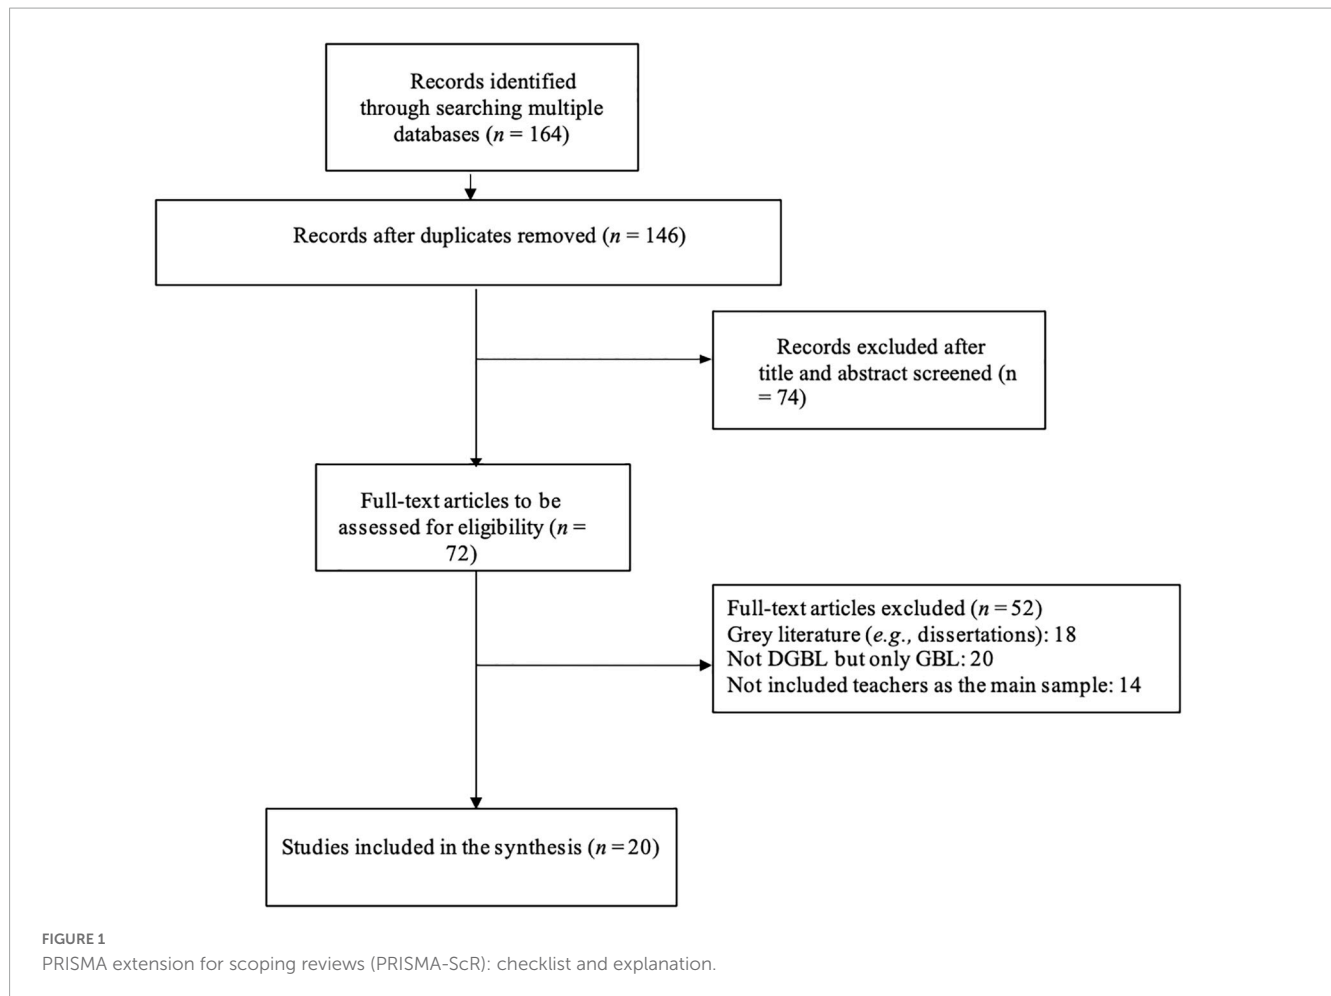 Records identified
through searching multiple
databases (n = 164)
Records after duplicates removed (n = 146)
Records excluded after
title and abstract screened (n
= 74)
Full-text articles to be
assessed for eligibility (n =
72)
Full-text articles excluded (n = 52)
Grey literature (e.g., dissertations): 18
Not DGBL but only GBL: 20
Not included teachers as the main sample: 14
Studies included in the synthesis (n = 20)
FIGURE 1
PRISMA extension for scoping reviews (PRISMA-ScR): checklist and explanation.